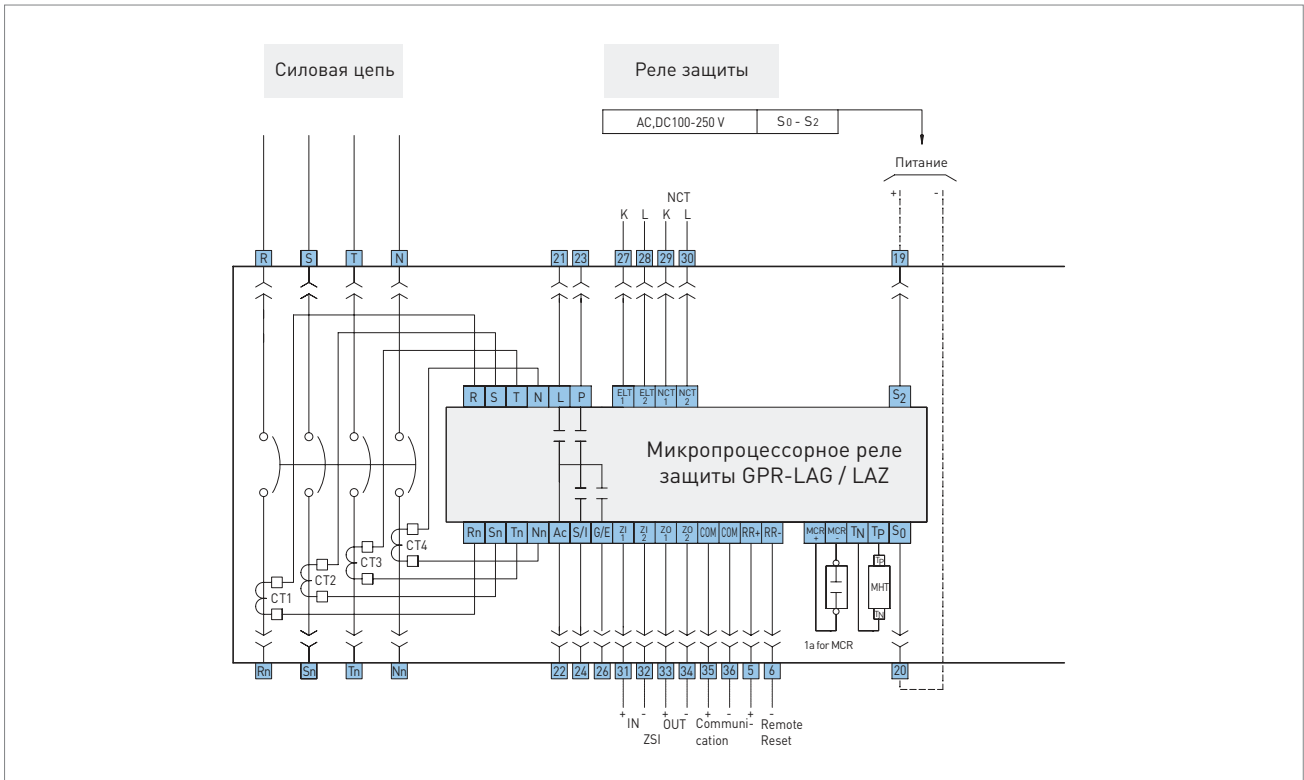 Силовая цепь
Реле защиты
AC,DC100-250 V
S0 - S2
Питание
+ -
NCT
K L K L
R S T N 21 23 27 28 29 30 19
R S T N L P ELT 1 ELT 2 NCT 1 NCT 2 S2
Микропроцессорное реле
защиты GPR-LAG / LAZ
Rn Sn Tn Nn Ac S/I G/E ZI 1 ZI 2 ZO 1 ZO 2 COM COM RR+ RR- MCR + MCR - TN TP S0
CT4
CT3
CT2
CT1
Tp
MHT
TN
1a for MCR
Rn Sn Tn Nn 22 24 26 31 32 33 34 35 36 5 6 20
+ - + - + - + -
IN OUT Communi- Remote
ZSI cation Reset